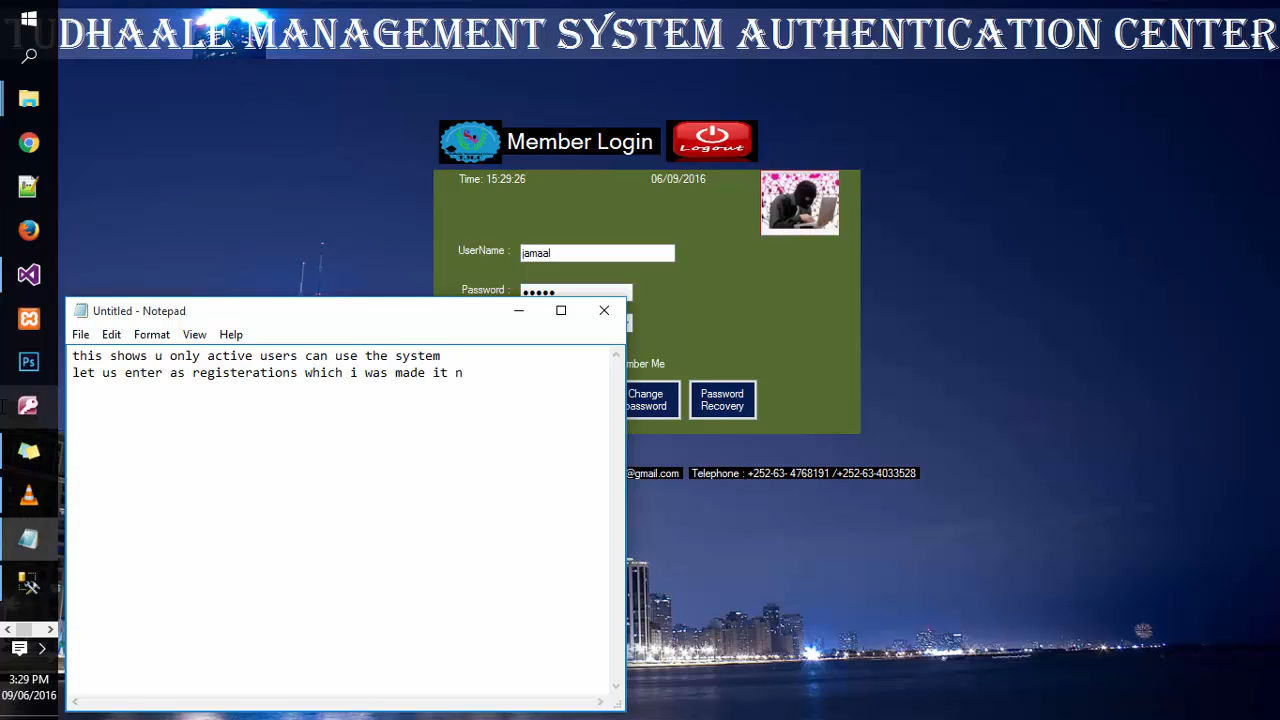 TUDHAALE MANAGEMENT SYSTEM AUTHENTICATION CENTER
Member Login
Logout
Time: 15:29:26 06/09/2016
UserName : jamaal
Password : •••••
mber Me
Change
password
Password
Recovery
@gmail.com Telephone : +252-63- 4768191 /+252-63-4033528
Untitled - Notepad
File Edit Format View Help
this shows u only active users can use the system
let us enter as registerations which i was made it n
Ps
3:29 PM
09/06/2016